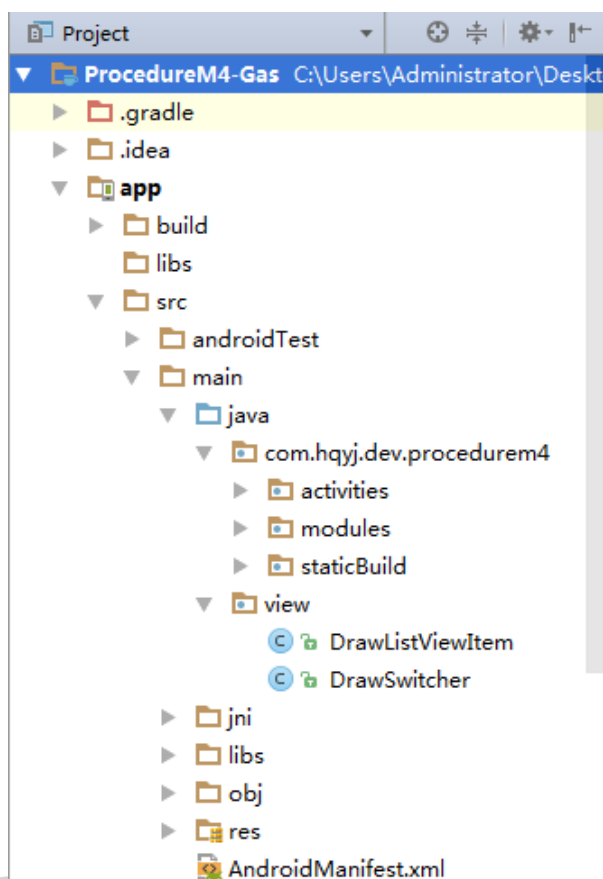 Project
ProcedureM4-Gas C:\Users\Administrator\Deskt
.gradle
.idea
app
build
libs
src
androidTest
main
java
com.hqyj.dev.procedurem4
activities
modules
staticBuild
view
DrawListViewItem
DrawSwitcher
jni
libs
obj
res
AndroidManifest.xml